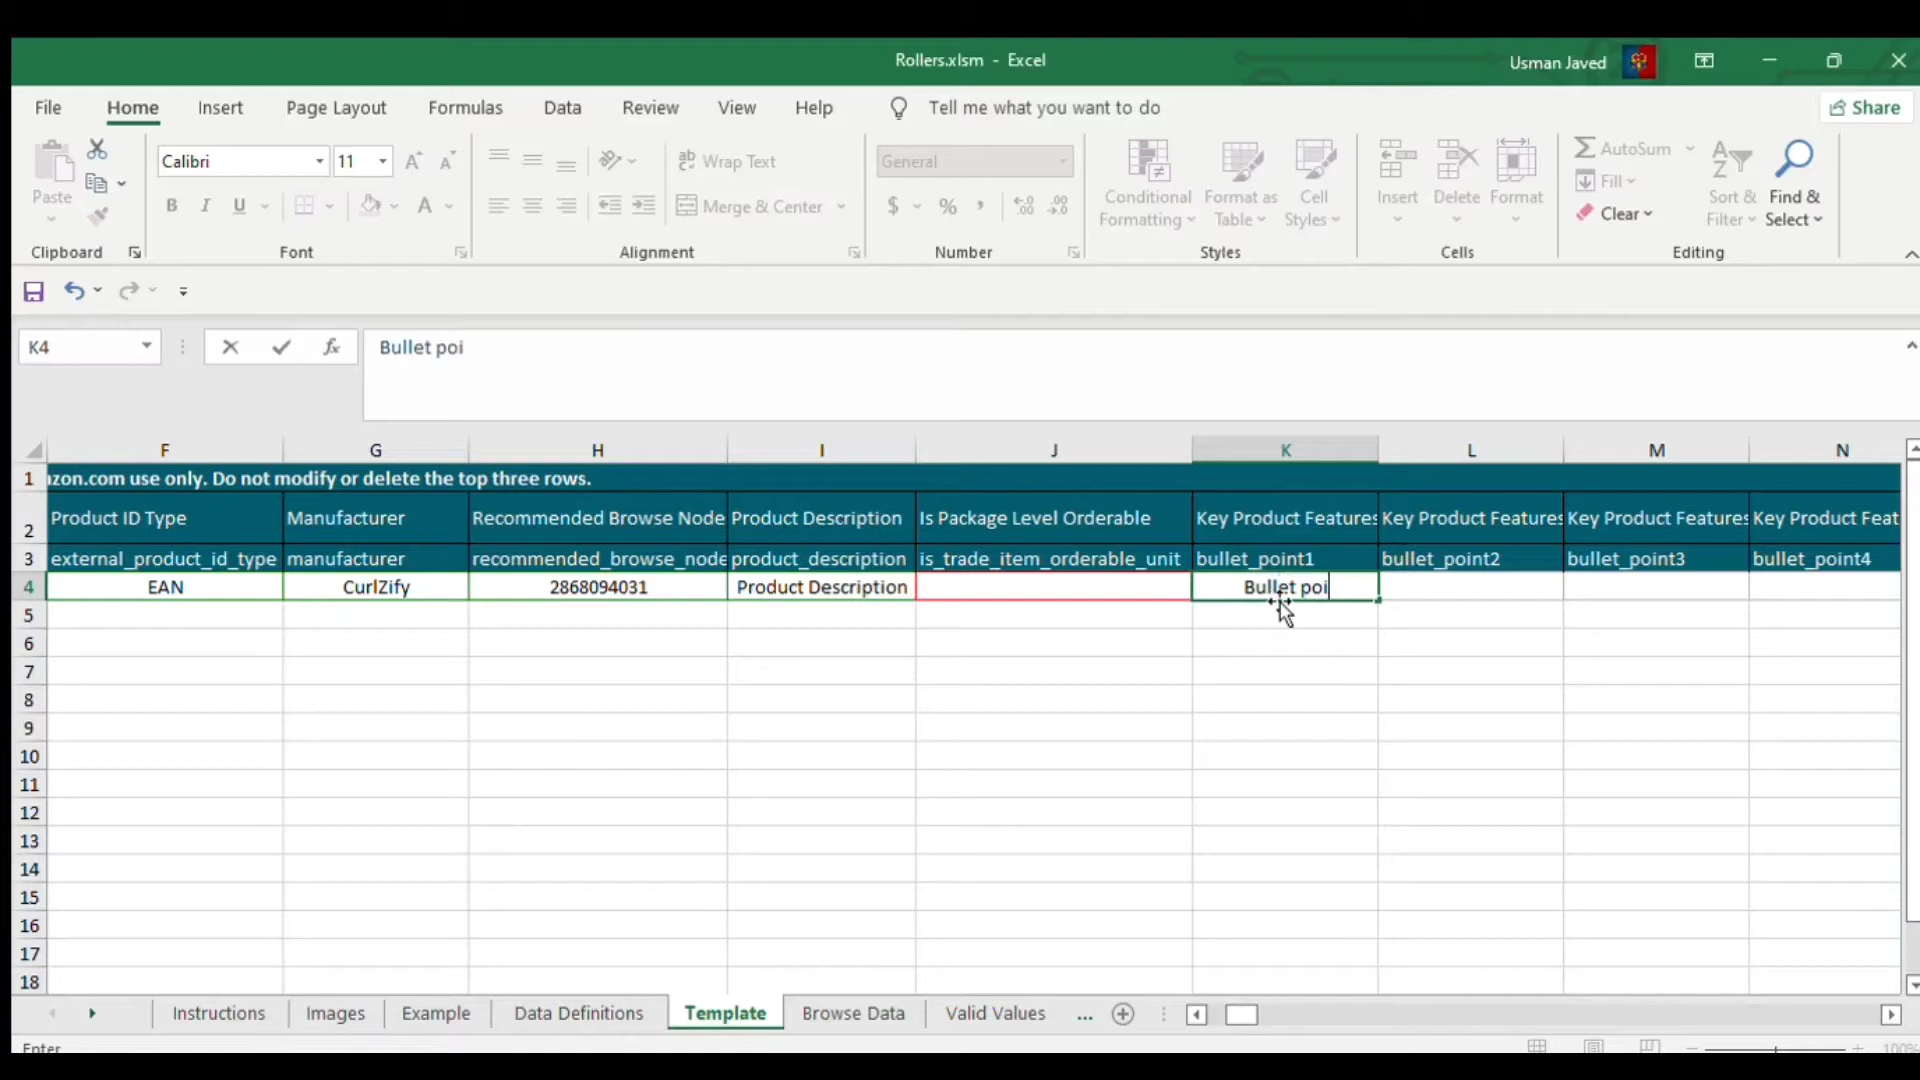 Rollers.xlsm - Excel
Usman Javed
File Home Insert Page Layout Formulas Data Review View Help Tell me what you want to do Share
Paste
Clipboard
Calibri 11
B I U A
Font
ab Wrap Text
Merge & Center
Alignment
General
$ % ,
Number
Conditional Formatting
Format as Table
Cell Styles
Styles
Insert Delete Format
Cells
AutoSum
Fill
Clear
Sort & Filter
Find & Select
Editing
K4 fx Bullet poi
F G H I J K L M N
1 zon.com use only. Do not modify or delete the top three rows.
2 Product ID Type Manufacturer Recommended Browse Node Product Description Is Package Level Orderable Key Product Features Key Product Features Key Product Features Key Product Feat
3 external_product_id_type manufacturer recommended_browse_node product_description is_trade_item_orderable_unit bullet_point1 bullet_point2 bullet_point3 bullet_point4
4 EAN CurlZify 2868094031 Product Description Bullet poi
5
6
7
8
9
10
11
12
13
14
15
16
17
18
Instructions Images Example Data Definitions Template Browse Data Valid Values ...
Enter 100%